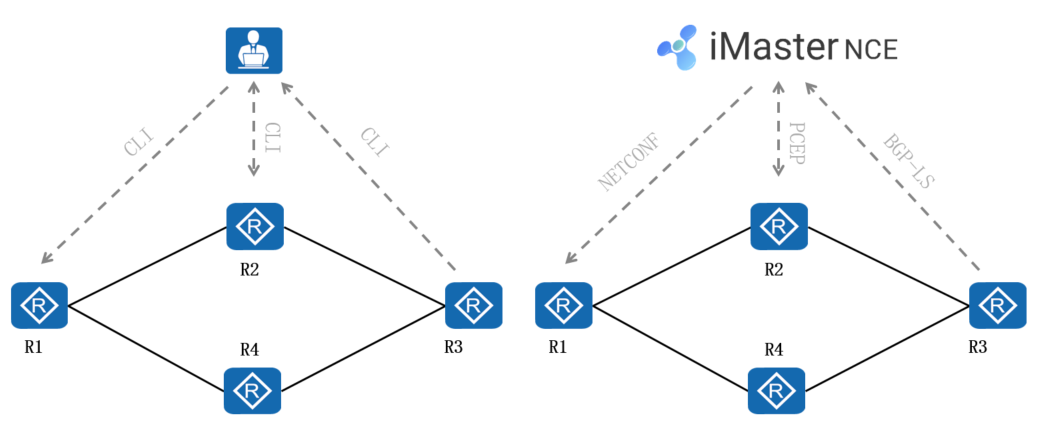 iMaster NCE
CLI
CLI
CLI
NETCONF
PCEP
BGP-LS
R
R2
R
R1
R
R3
R4
R
R
R2
R
R1
R
R3
R4
R